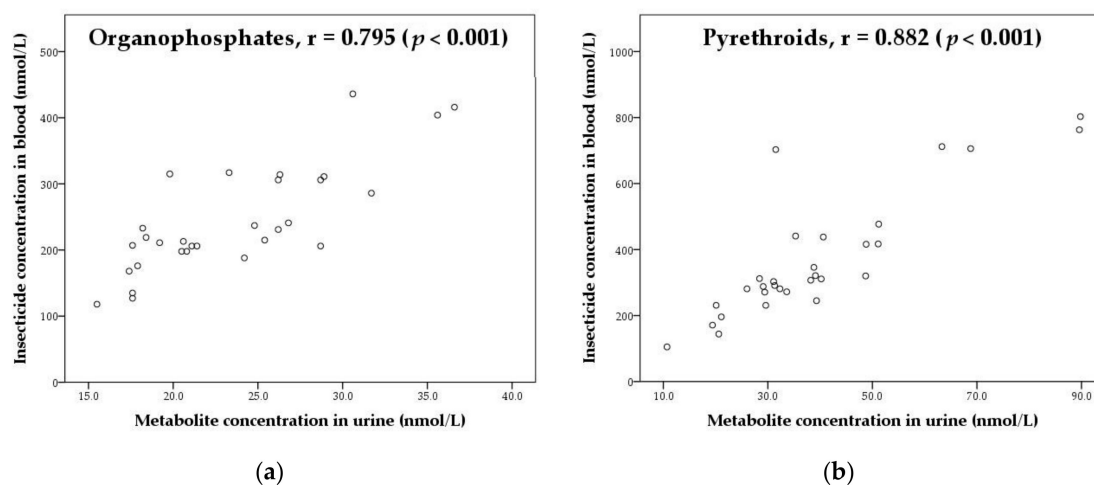 Organophosphates, r = 0.795 ( p < 0.001)
Insecticide concentration in blood (nmol/L)
500
400
300
200
100
0
15.0 20.0 25.0 30.0 35.0 40.0
Metabolite concentration in urine (nmol/L)
(a)
Pyrethroids, r = 0.882 ( p < 0.001)
Insecticide concentration in blood (nmol/L)
1000
800
600
400
200
0
10.0 30.0 50.0 70.0 90.0
Metabolite concentration in urine (nmol/L)
(b)